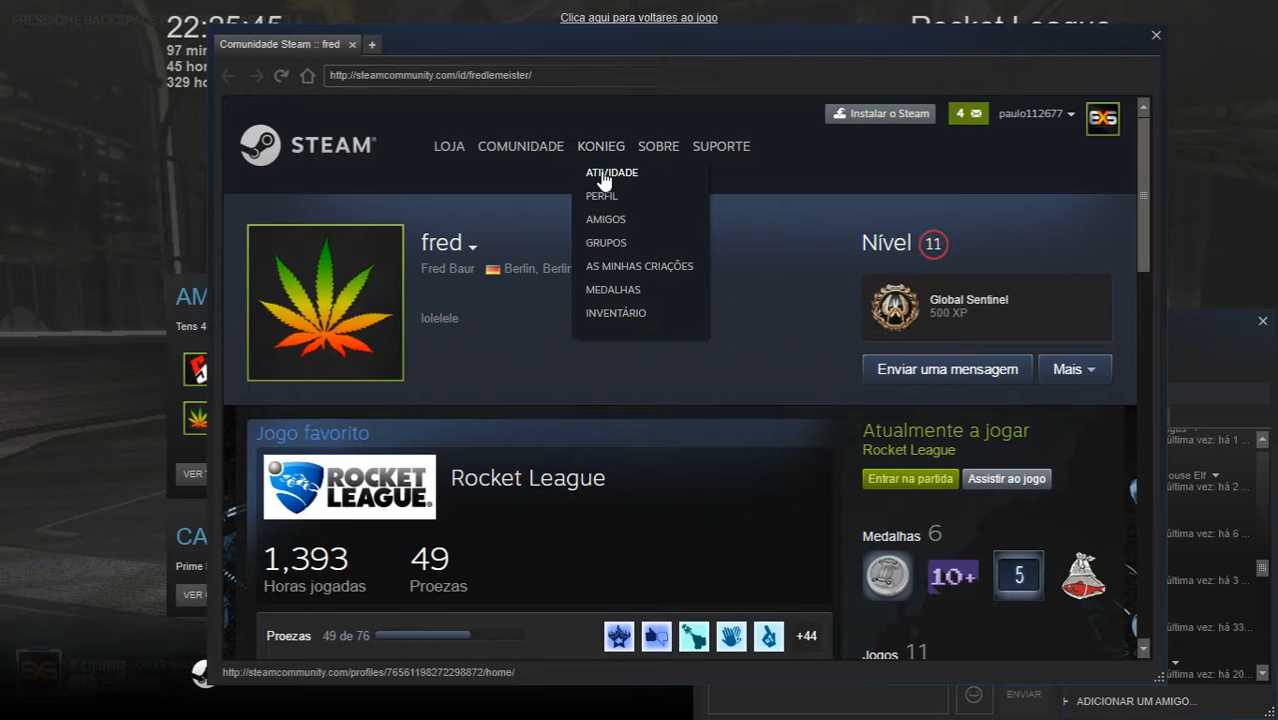 PRESSIONE BACKSPACE
22:25:45
Clica aqui para voltares ao jogo
Rocket League
97 min
45 hor
329 ho
Comunidade Steam :: fred
http://steamcommunity.com/id/fredlemeister/
Instalar o Steam
4
paulo112677
STEAM
LOJA COMUNIDADE KONIEG SOBRE SUPORTE
ATIVIDADE
PERFIL
AMIGOS
GRUPOS
AS MINHAS CRIAÇÕES
MEDALHAS
INVENTÁRIO
fred
Fred Baur Berlin, Berlin
lolelele
Nível 11
Global Sentinel
500 XP
Enviar uma mensagem
Mais
AM
Tens 4
VER
CA
Prime
VER
Jogo favorito
ROCKET LEAGUE
Rocket League
1,393
Horas jogadas
49
Proezas
Proezas 49 de 76
+44
Atualmente a jogar
Rocket League
Entrar na partida
Assistir ao jogo
Medalhas 6
10+
5
Jogos 11
http://steamcommunity.com/profiles/76561198272298872/home/
última vez: há 1 ...
ouse Elf
última vez: há 2 ...
última vez: há 6 ...
última vez: há 3 ...
última vez: há 33...
última vez: há 20...
ENVIAR
ADICIONAR UM AMIGO...